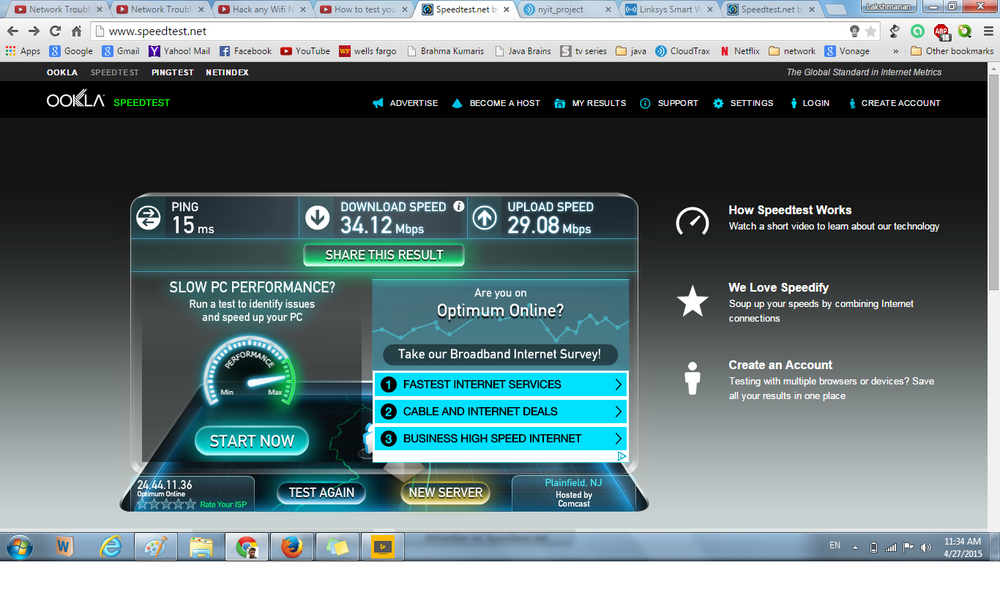 Network Troubl
Network Troubl
Hack any Wifi N
How to test you
Speedtest.net by
nyit_project
Linksys Smart W
Speedtest.net by
Lakshmanan
www.speedtest.net
ABP
18
Apps
Google
Gmail
Yahoo! Mail
Facebook
YouTube
WF wells fargo
Brahma Kumaris
Java Brains
tv series
java
CloudTrax
Netflix
network
Vonage
»
Other bookmarks
OOKLA SPEEDTEST PINGTEST NETINDEX
The Global Standard in Internet Metrics
OOKLA SPEEDTEST
ADVERTISE
BECOME A HOST
MY RESULTS
SUPPORT
SETTINGS
LOGIN
CREATE ACCOUNT
PING
15 ms
DOWNLOAD SPEED
34.12 Mbps
UPLOAD SPEED
29.08 Mbps
SHARE THIS RESULT
SLOW PC PERFORMANCE?
Run a test to identify issues
and speed up your PC
PERFORMANCE
Min Max
START NOW
Are you on
Optimum Online?
Take our Broadband Internet Survey!
1 FASTEST INTERNET SERVICES
2 CABLE AND INTERNET DEALS
3 BUSINESS HIGH SPEED INTERNET
How Speedtest Works
Watch a short video to learn about our technology
We Love Speedify
Soup up your speeds by combining Internet
connections
Create an Account
Testing with multiple browsers or devices? Save
all your results in one place
24.44.11.36
Optimum Online
Rate Your ISP
TEST AGAIN
NEW SERVER
Plainfield, NJ
Hosted by
Comcast
EN
11:34 AM
4/27/2015